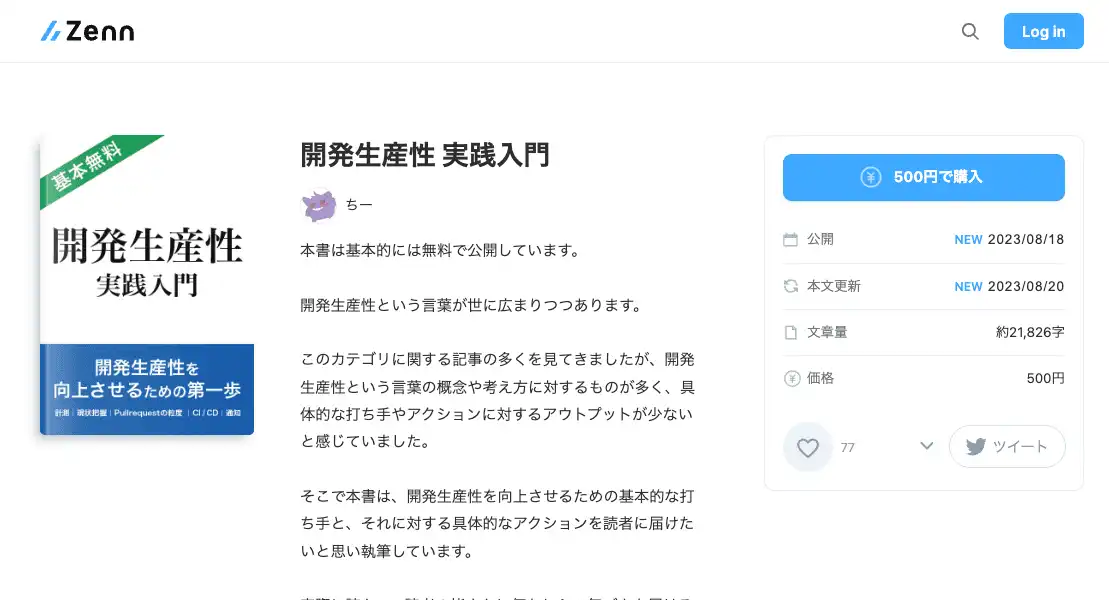 Zenn
Log in
基本無料
開発生産性
実践入門
開発生産性を
向上させるための第一歩
計測｜現状把握｜Pullrequestの粒度｜CI / CD｜通知
開発生産性 実践入門
ちー
本書は基本的には無料で公開しています。
開発生産性という言葉が世に広まりつつあります。
このカテゴリに関する記事の多くを見てきましたが、開発
生産性という言葉の概念や考え方に対するものが多く、具
体的な打ち手やアクションに対するアウトプットが少ない
と感じていました。
そこで本書は、開発生産性を向上させるための基本的な打
ち手と、それに対する具体的なアクションを読者に届けた
いと思い執筆しています。
500円で購入
公開 NEW 2023/08/18
本文更新 NEW 2023/08/20
文章量 約21,826字
価格 500円
77 ツイート